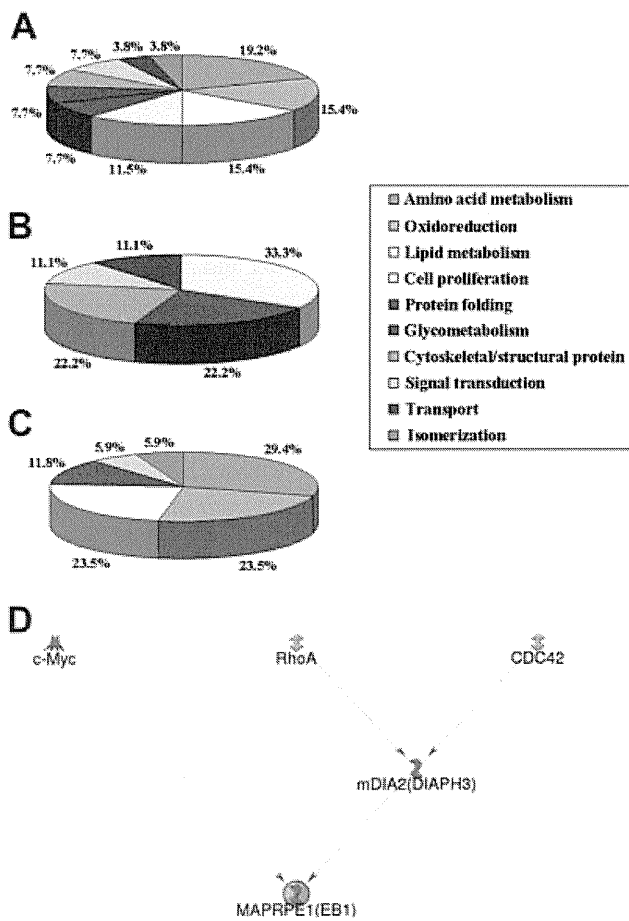 A
3.8% 3.8%
7.7%
19.2%
7.7%
7.7%
15.4%
7.7%
11.5%
15.4%
Amino acid metabolism
Oxidoreduction
Lipid metabolism
Cell proliferation
Protein folding
Glycometabolism
Cytoskeletal/structural protein
Signal transduction
Transport
Isomerization
B
11.1%
33.3%
11.1%
22.2%
22.2%
C
5.9% 5.9%
29.4%
11.8%
23.5%
23.5%
D
c-Myc
RhoA
CDC42
mDIA2(DIAPH3)
MAPRPE1(EB1)